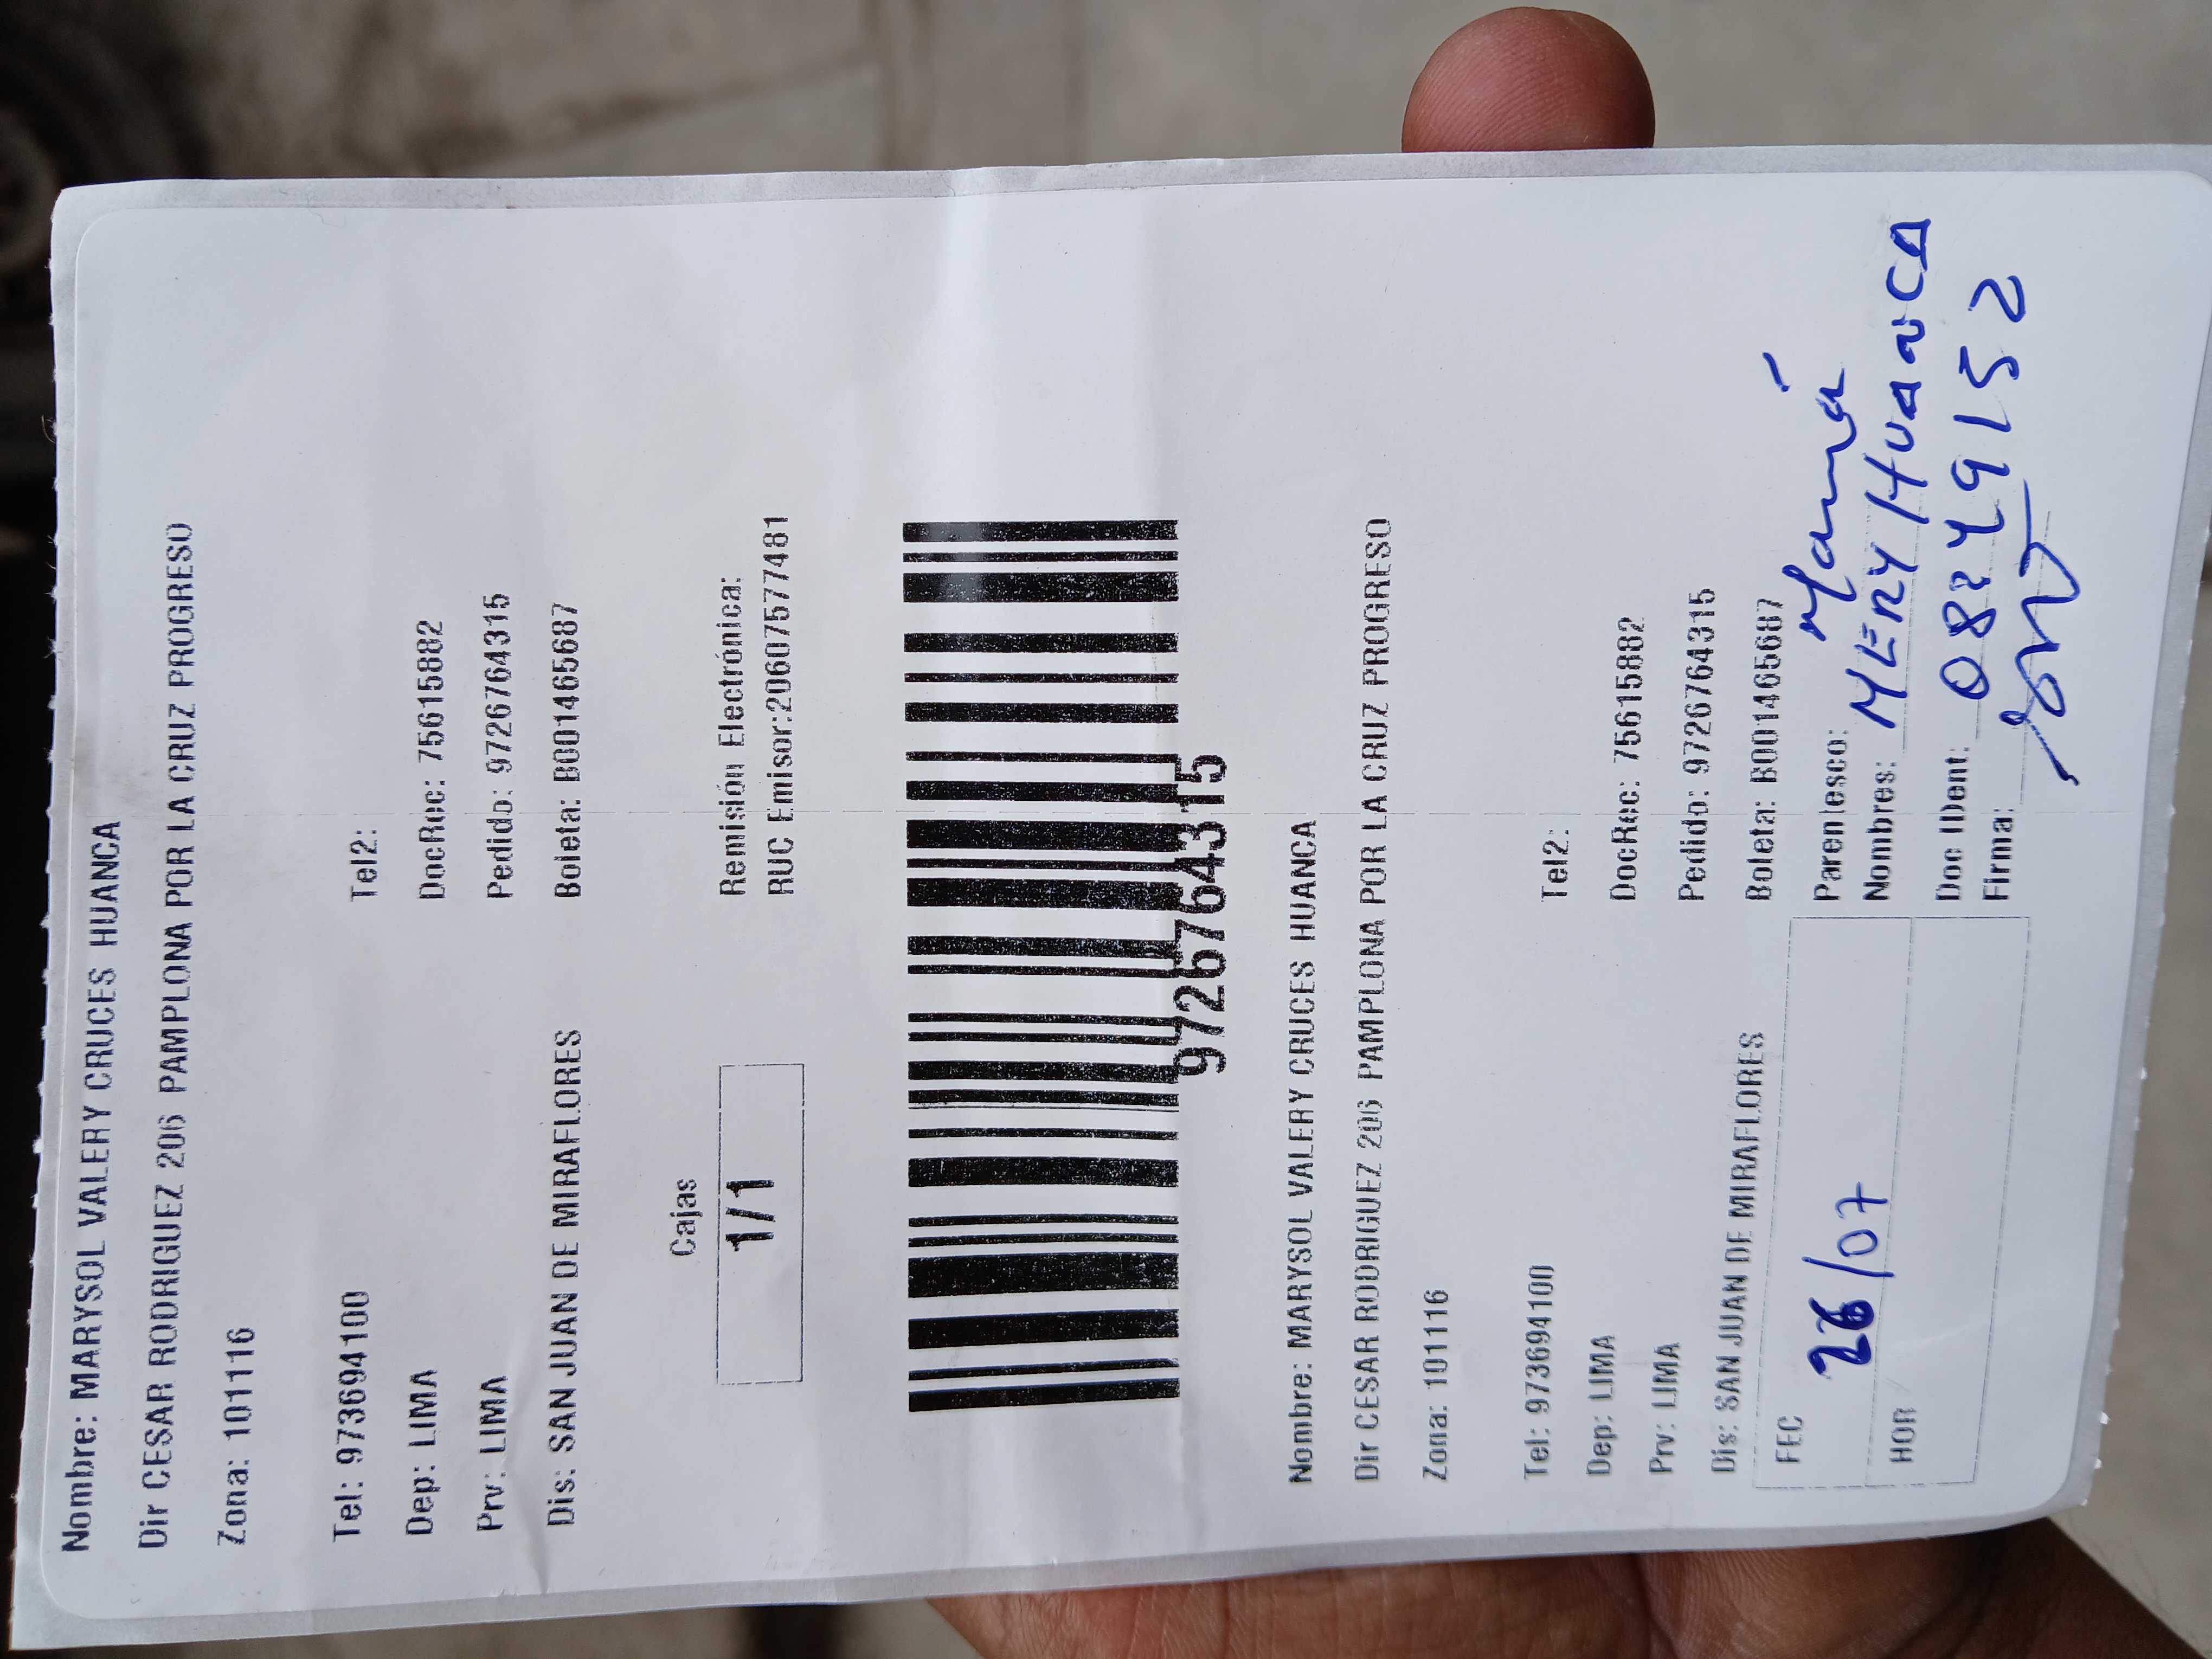 Nombre: MARYSOL VALERY CRUCES HUANCA
Dir CESAR RODRIGUEZ 206 PAMPLONA POR LA CRUZ PROGRESO
Zona: 101116
Tel: 973694100 Tel2:
Dep: LIMA DocRec: 75615882
Prv: LIMA Pedido: 9726764315
Dis: SAN JUAN DE MIRAFLORES Boleta: B001465687
Cajas Remisión Electrónica:
1/1 RUC Emisor:20607577481
9726764315
Nombre: MARYSOL VALERY CRUCES HUANCA
Dir CESAR RODRIGUEZ 206 PAMPLONA POR LA CRUZ PROGRESO
Zona: 101116
Tel: 973694100 Tel2:
Dep: LIMA DocRec: 75615882
Prv: LIMA Pedido: 9726764315
Dis: SAN JUAN DE MIRAFLORES Boleta: B001465687
FEC 26/07 Parentesco: Mamá
Nombres: MERY HUANCA
HOR Doc IDent:
Firma: